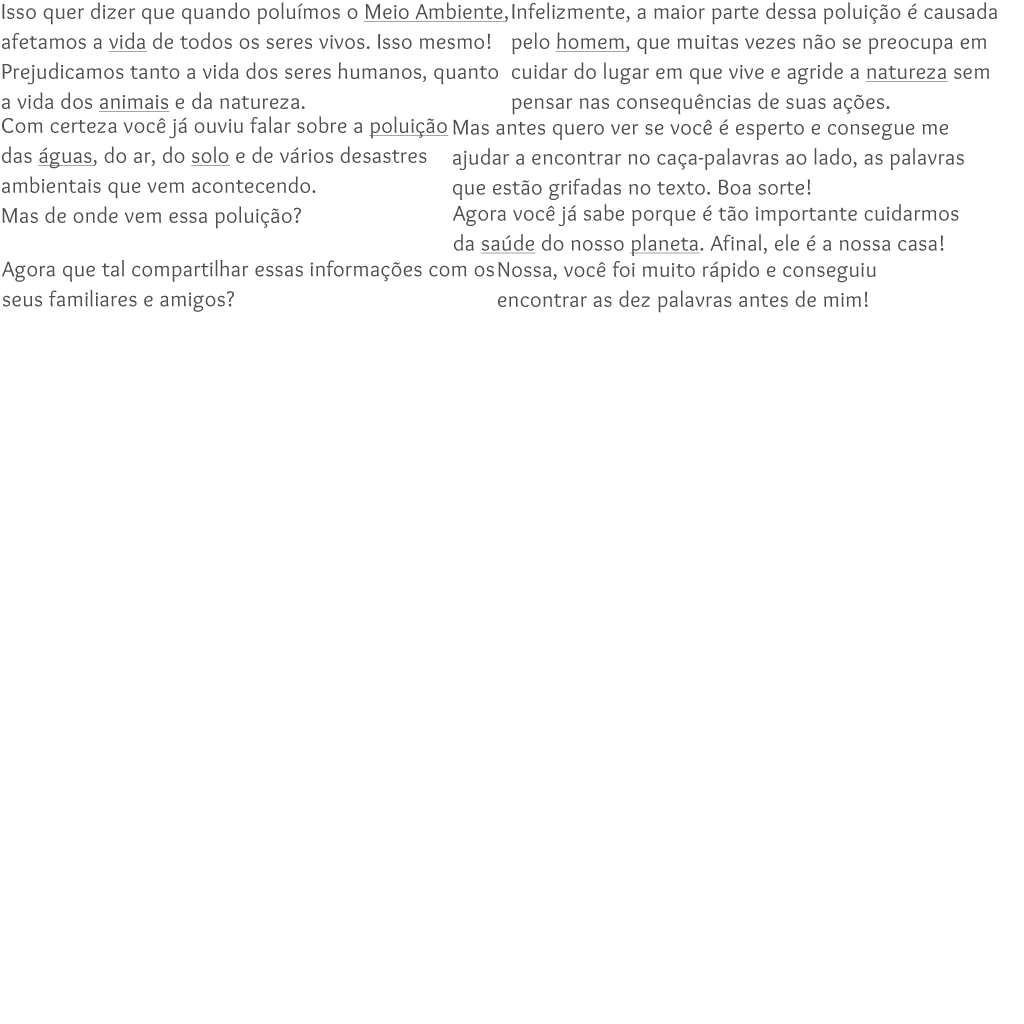 Isso quer dizer que quando poluímos o Meio Ambiente,
afetamos a vida de todos os seres vivos. Isso mesmo!
Prejudicamos tanto a vida dos seres humanos, quanto
a vida dos animais e da natureza.
Infelizmente, a maior parte dessa poluição é causada
pelo homem, que muitas vezes não se preocupa em
cuidar do lugar em que vive e agride a natureza sem
pensar nas consequências de suas ações.
Com certeza você já ouviu falar sobre a poluição
das águas, do ar, do solo e de vários desastres
ambientais que vem acontecendo.
Mas de onde vem essa poluição?
Mas antes quero ver se você é esperto e consegue me
ajudar a encontrar no caça-palavras ao lado, as palavras
que estão grifadas no texto. Boa sorte!
Agora você já sabe porque é tão importante cuidarmos
da saúde do nosso planeta. Afinal, ele é a nossa casa!
Agora que tal compartilhar essas informações com os
seus familiares e amigos?
Nossa, você foi muito rápido e conseguiu
encontrar as dez palavras antes de mim!